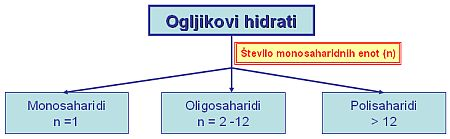 Ogljikovi hidrati
Število monosaharidnih enot {n)
Monosaharidi
n =1
Oligosaharidi
n = 2 -12
Polisaharidi
> 12